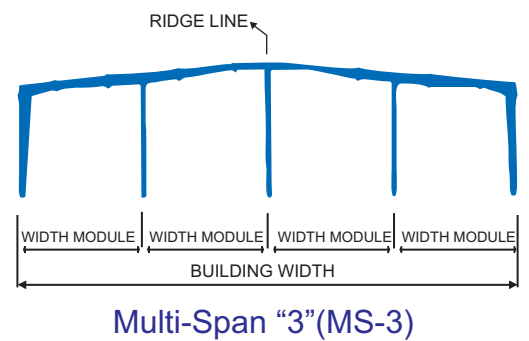 RIDGE LINE
WIDTH MODULE WIDTH MODULE WIDTH MODULE WIDTH MODULE
BUILDING WIDTH
Multi-Span “3”(MS-3)